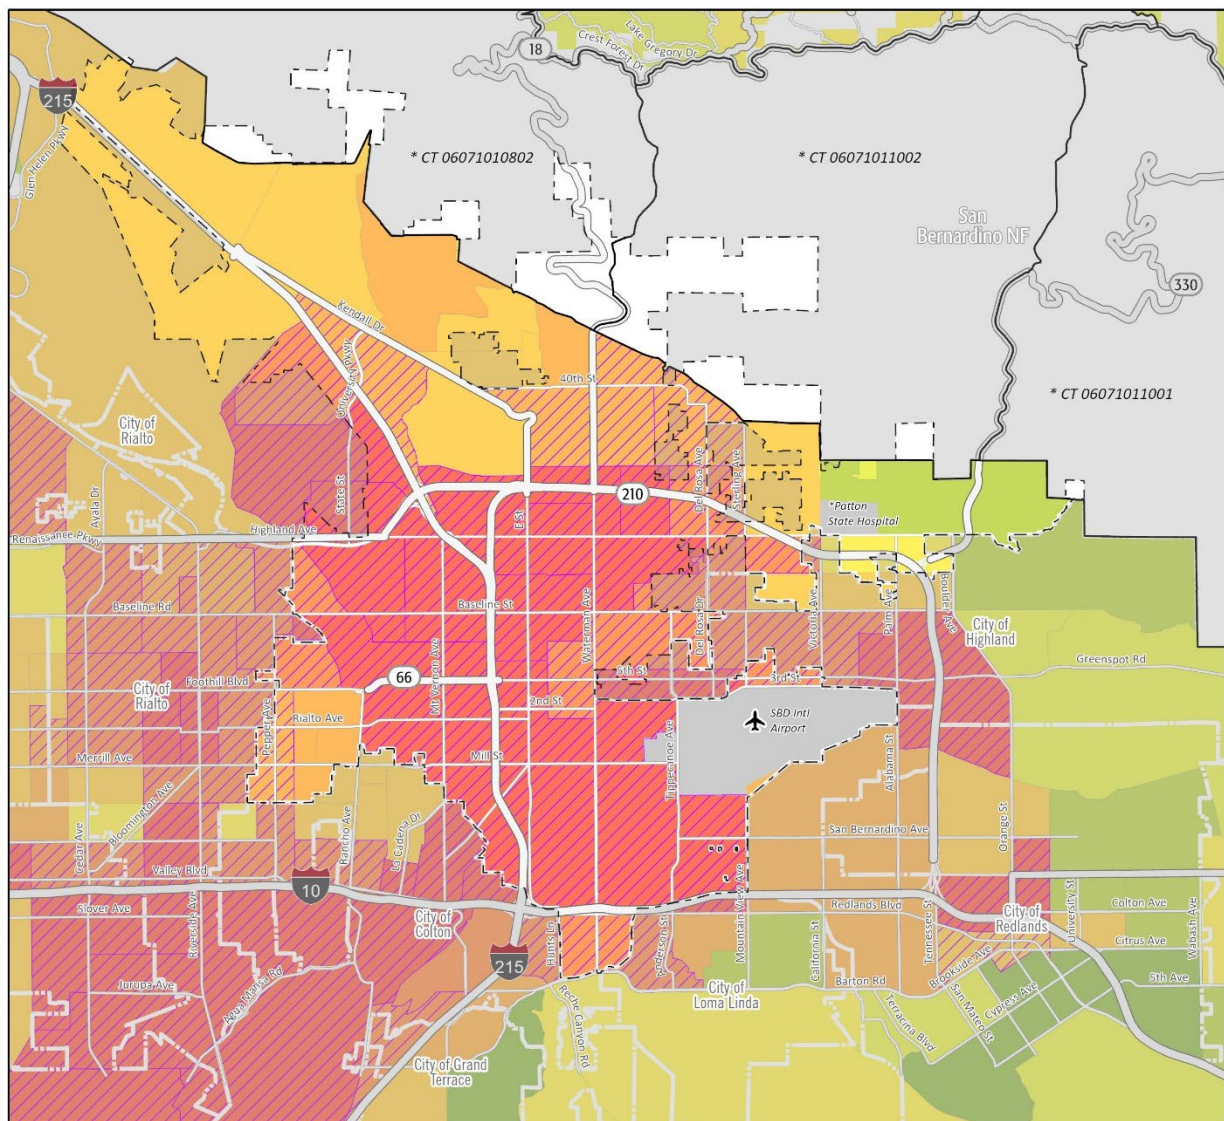 Lake Gregory Dr
18
Crest Forest Dr
215
Glen Helen Pkwy
* CT 06071010802
* CT 06071011002
San
Bernardino NF
330
Kendall Dr
University Pkwy
40th St
* CT 06071011001
City of
Rialto
Ayala Dr
State St
E St
210
Del Rosa Ave
Sterling Ave
*Patton
State Hospital
Highland Ave
Renaissance Pkwy
Baseline Rd
Baseline St
Waterman Ave
Del Rosa Dr
Victoria Ave
Palm Ave
Boulder Ave
City of
Highland
Mt Vernon Ave
City of
Rialto
Foothill Blvd
66
5th St
3rd St
Greenspot Rd
Pepper Ave
Rialto Ave
2nd St
SBD Intl
Airport
Merrill Ave
Mill St
Tippecanoe Ave
Alabama St
Bloomington Ave
Cedar Ave
Rancho Ave
La Cadena Dr
San Bernardino Ave
Orange St
Valley Blvd
10
Mountain View Ave
Slover Ave
Riverside Ave
City of
Colton
215
Hunts Ln
Anderson St
Redlands Blvd
California St
Tennessee St
City of
Redlands
University St
Colton Ave
Wabash Ave
Citrus Ave
Brookside Ave
Jurupa Ave
Agua Mansa Rd
Reche Canyon Rd
City of
Loma Linda
Barton Rd
Terracina Blvd
San Mateo St
Cypress Ave
5th Ave
City of Grand
Terrace